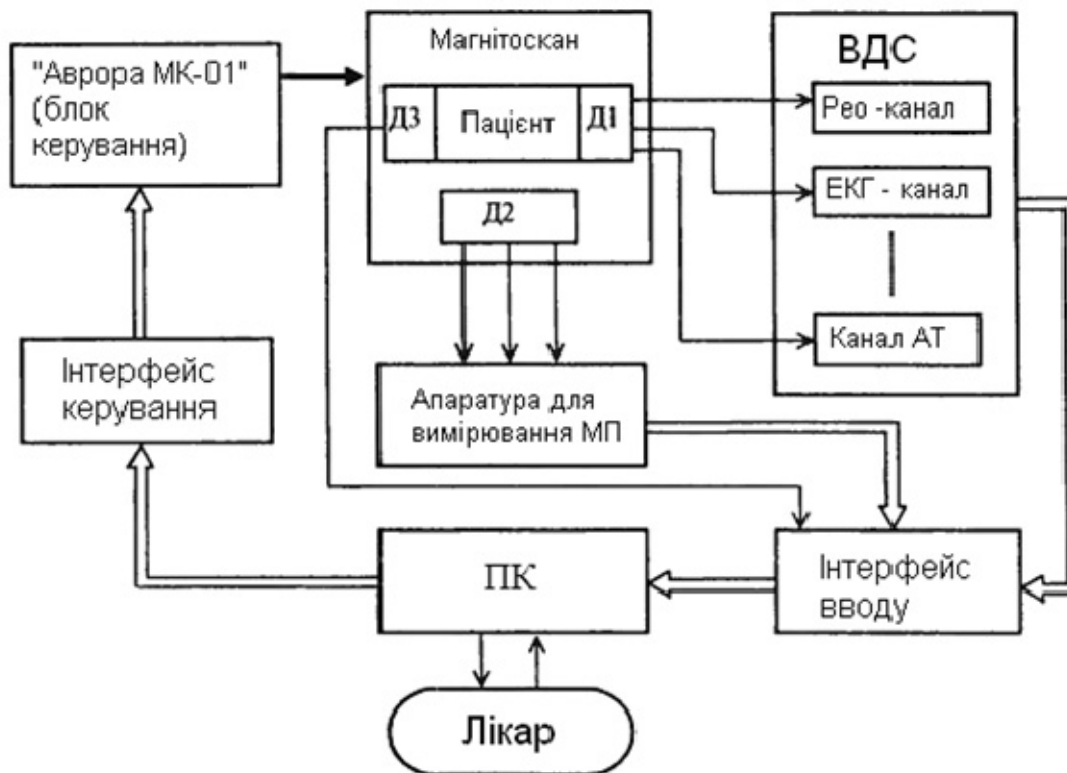 "Аврора МК-01"
(блок
керування)
Магнітоскан
Д3
Пацієнт
Д1
Д2
ВДС
Рео -канал
ЕКГ - канал
Канал АТ
Інтерфейс
керування
Апаратура для
вимірювання МП
ПК
Інтерфейс
вводу
Лікар